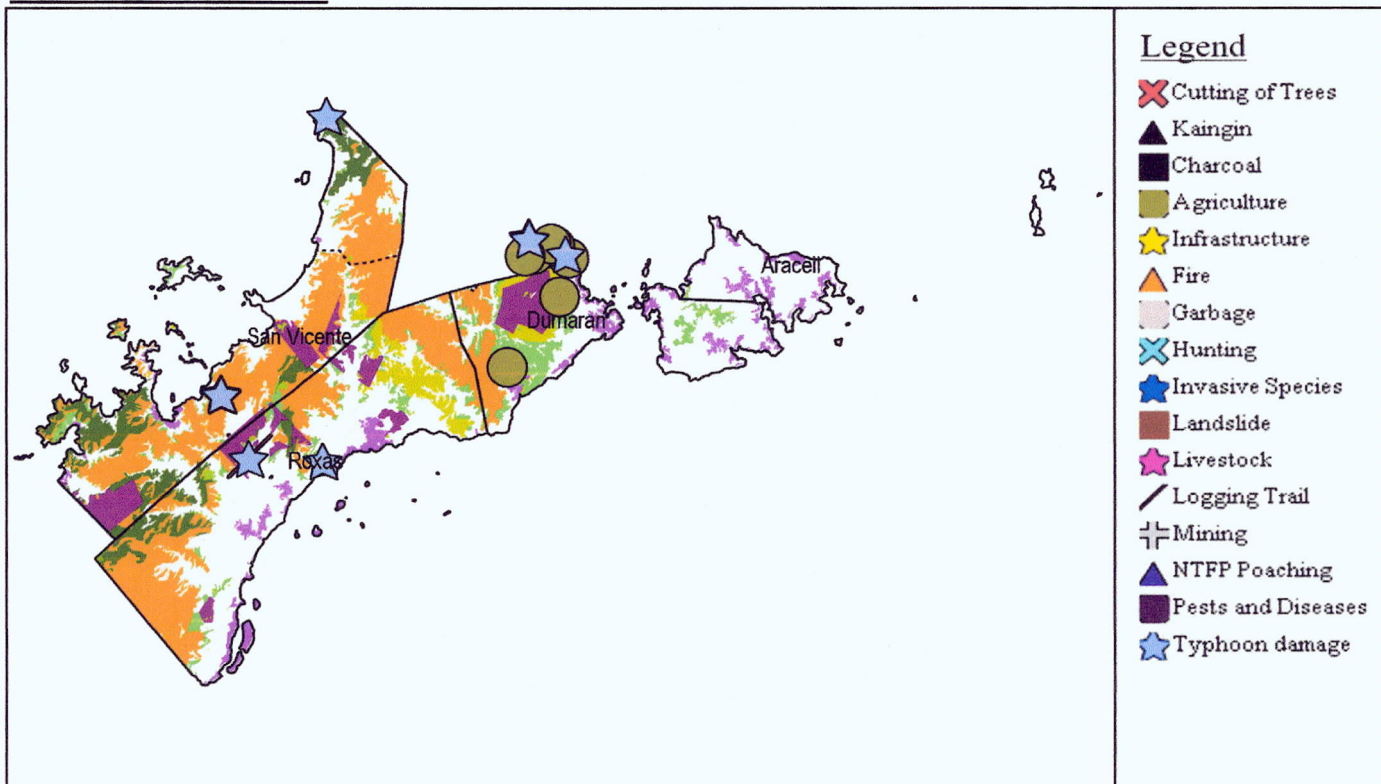 Legend
Cutting of Trees
Kaingin
Charcoal
Agriculture
Infrastructure
Fire
Garbage
Hunting
Invasive Species
Landslide
Livestock
Logging Trail
Mining
NTFP Poaching
Pests and Diseases
Typhoon damage
Araceli
Dumaran
San Vicente
Roxas